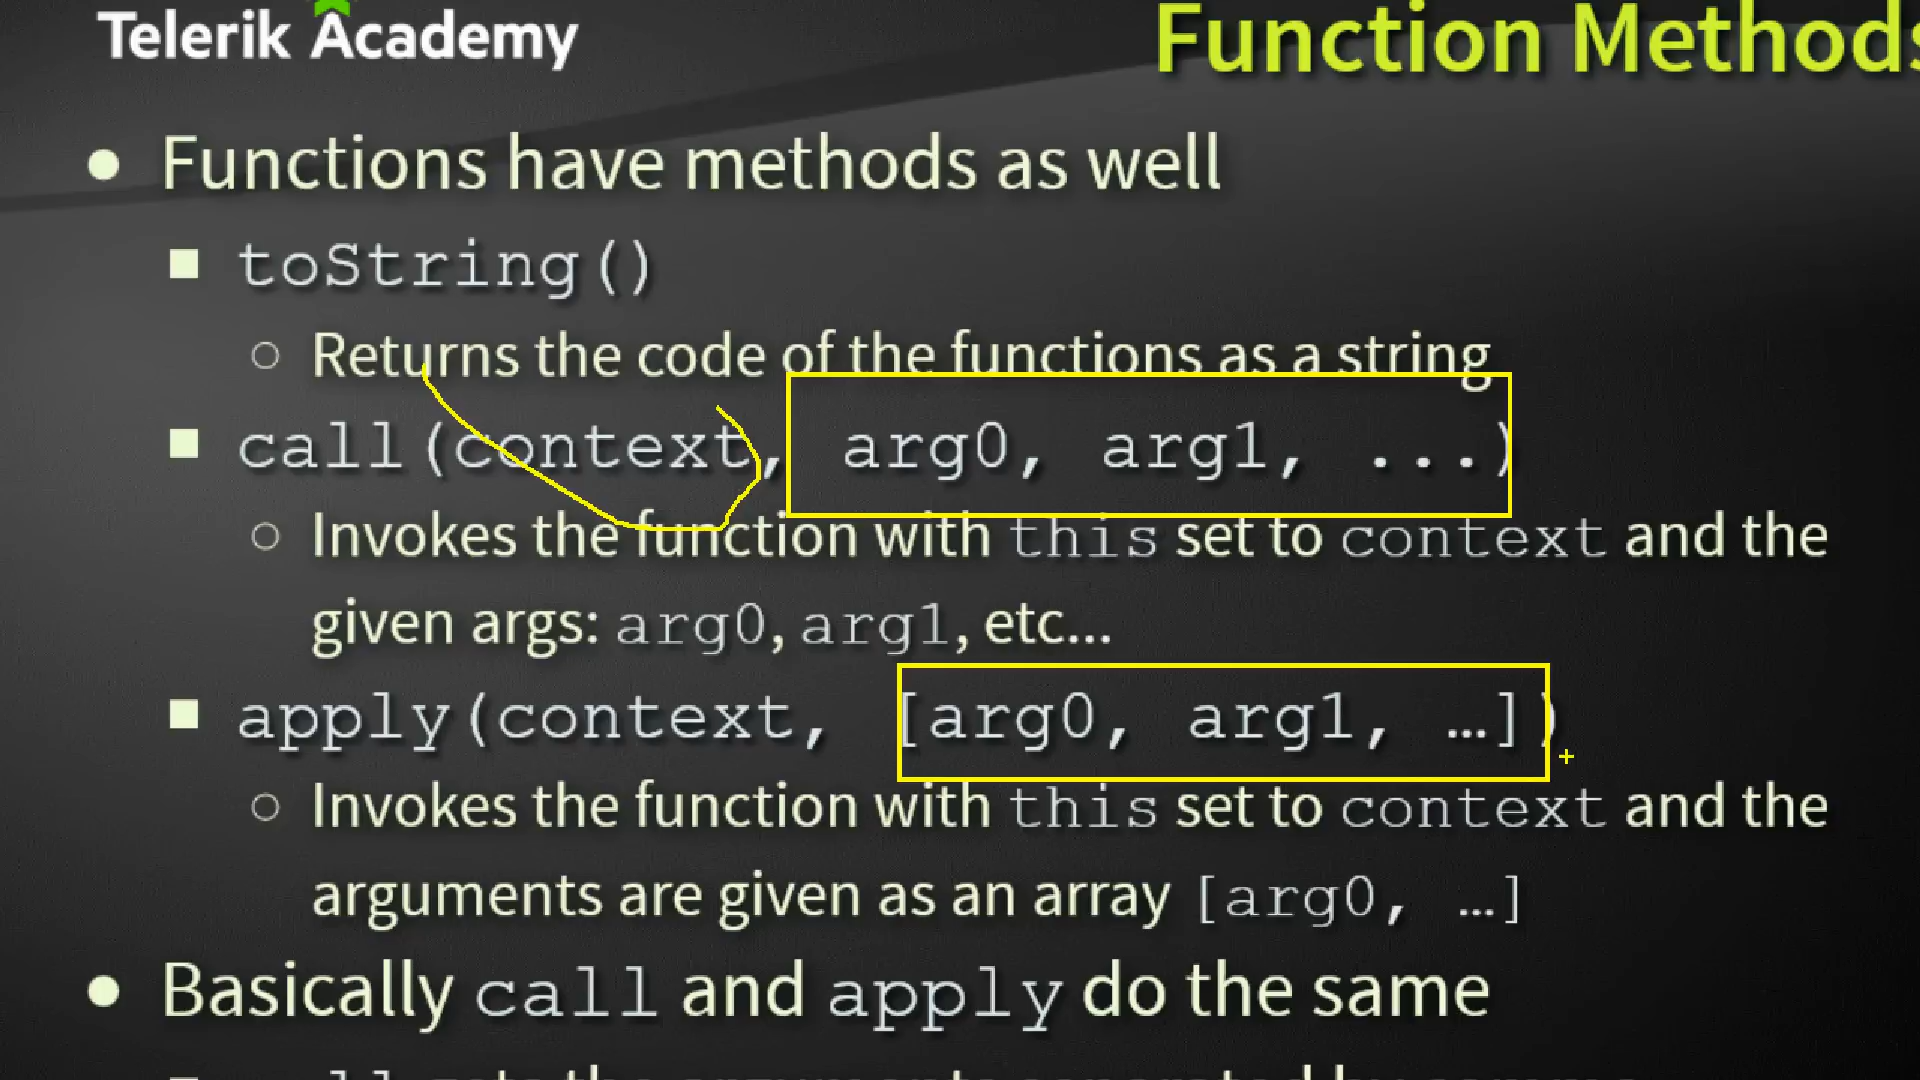 Telerik Academy
Function Methods
Functions have methods as well
toString()
Returns the code of the functions as a string
call(context, arg0, arg1, ...)
Invokes the function with this set to context and the
given args: arg0, arg1, etc...
apply(context, [arg0, arg1, …])
Invokes the function with this set to context and the
arguments are given as an array [arg0, …]
Basically call and apply do the same